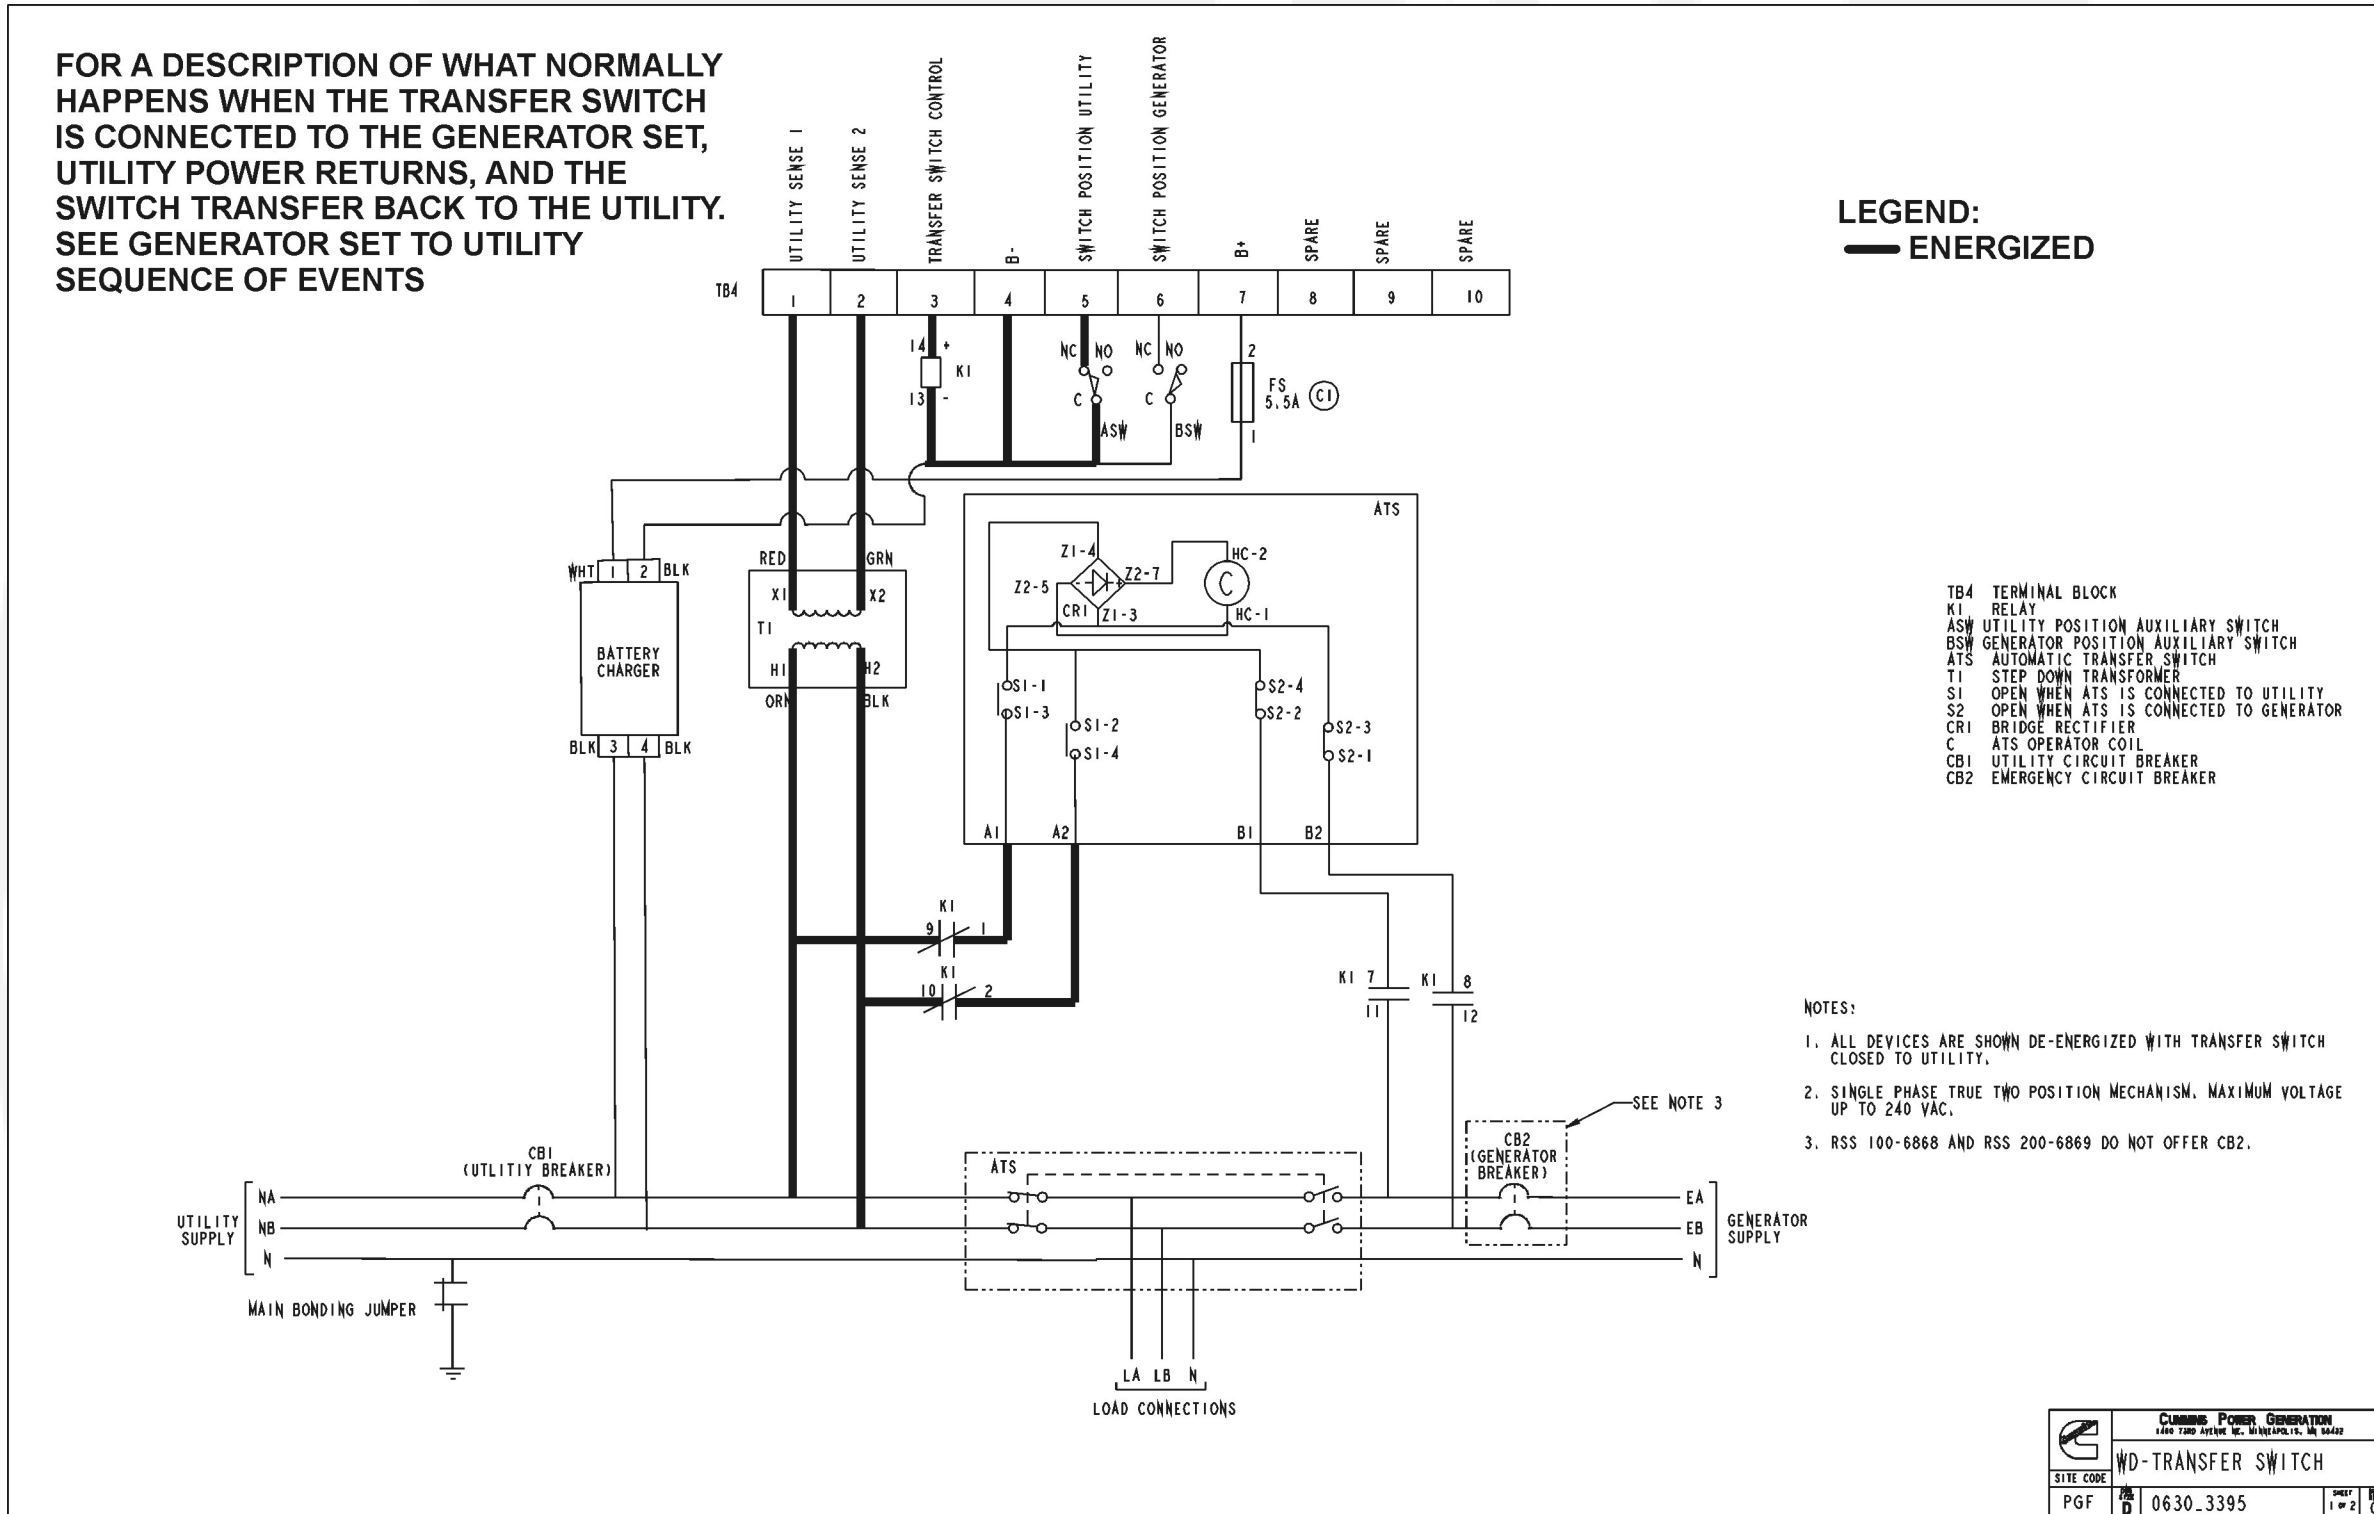 FOR A DESCRIPTION OF WHAT NORMALLY
HAPPENS WHEN THE TRANSFER SWITCH
IS CONNECTED TO THE GENERATOR SET,
UTILITY POWER RETURNS, AND THE
SWITCH TRANSFER BACK TO THE UTILITY.
SEE GENERATOR SET TO UTILITY
SEQUENCE OF EVENTS
LEGEND:
ENERGIZED
UTILITY SENSE 1
UTILITY SENSE 2
TRANSFER SWITCH CONTROL
B-
SWITCH POSITION UTILITY
SWITCH POSITION GENERATOR
B+
SPARE
SPARE
SPARE
TB4 1 2 3 4 5 6 7 8 9 10
14 +
K1
13 -
NC NO
C
ASW
NC NO
C
BSW
2
FS
5.5A
C1
1
WHT 1 2 BLK
BATTERY
CHARGER
BLK 3 4 BLK
RED GRN
X1 X2
T1
H1 H2
ORN BLK
ATS
Z1-4
HC-2
Z2-7
Z2-5
C
CR1
Z1-3
HC-1
S1-1
S1-3
S1-2
S1-4
S2-4
S2-2
S2-3
S2-1
A1 A2 B1 B2
K1
9 1
K1
10 2
K1 7
11
K1 8
12
TB4 TERMINAL BLOCK
K1 RELAY
ASW UTILITY POSITION AUXILIARY SWITCH
BSW GENERATOR POSITION AUXILIARY SWITCH
ATS AUTOMATIC TRANSFER SWITCH
T1 STEP DOWN TRANSFORMER
S1 OPEN WHEN ATS IS CONNECTED TO UTILITY
S2 OPEN WHEN ATS IS CONNECTED TO GENERATOR
CR1 BRIDGE RECTIFIER
C ATS OPERATOR COIL
CB1 UTILITY CIRCUIT BREAKER
CB2 EMERGENCY CIRCUIT BREAKER
NOTES:
1. ALL DEVICES ARE SHOWN DE-ENERGIZED WITH TRANSFER SWITCH
CLOSED TO UTILITY.
2. SINGLE PHASE TRUE TWO POSITION MECHANISM. MAXIMUM VOLTAGE
UP TO 240 VAC.
3. RSS 100-6868 AND RSS 200-6869 DO NOT OFFER CB2.
SEE NOTE 3
CB1
(UTLITIY BREAKER)
ATS
CB2
(GENERATOR
BREAKER)
UTILITY
SUPPLY
NA
NB
N
EA
EB
N
GENERATOR
SUPPLY
MAIN BONDING JUMPER
LA LB N
LOAD CONNECTIONS
CUMMINS POWER GENERATION
1400 73RD AVENUE NE. MINNEAPOLIS. MN 55432
WD-TRANSFER SWITCH
SITE CODE
PGF
D
0630_3395
SHEET
1 OF 2